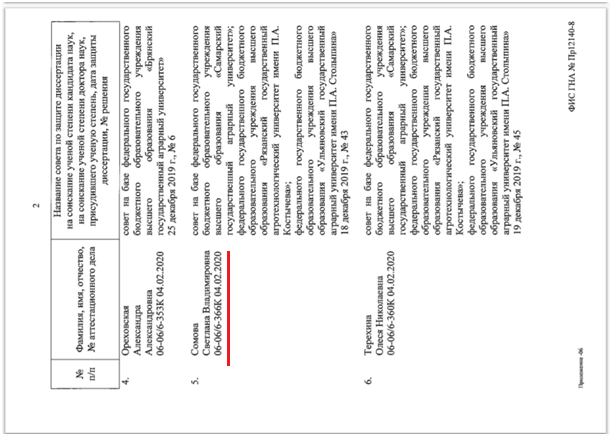 2
№
п/п
Фамилия, имя, отчество,
№ аттестационного дела
Название совета по защите диссертации
на соискание ученой степени кандидата наук,
на соискание ученой степени доктора наук,
присудившего ученую степень, дата защиты
диссертации, № решения
4.
Ореховская
Александра
Александровна
06-06/6-353К 04.02.2020
совет на базе федерального государственного
бюджетного образовательного учреждения
высшего образования «Брянский
государственный аграрный университет»
25 декабря 2019 г., № 6
5.
Сомова
Светлана Владимировна
06-06/6-366К 04.02.2020
совет на базе федерального государственного
бюджетного образовательного учреждения
высшего образования «Самарский
государственный аграрный университет»;
федерального государственного бюджетного
образовательного учреждения высшего
образования «Рязанский государственный
агротехнологический университет имени П.А.
Костычева»;
федерального государственного бюджетного
образовательного учреждения высшего
образования «Ульяновский государственный
аграрный университет имени П.А. Столыпина»
18 декабря 2019 г., № 43
6.
Терехина
Олеся Николаевна
06-06/6-360К 04.02.2020
совет на базе федерального государственного
бюджетного образовательного учреждения
высшего образования «Самарский
государственный аграрный университет»;
федерального государственного бюджетного
образовательного учреждения высшего
образования «Рязанский государственный
агротехнологический университет имени П.А.
Костычева»;
федерального государственного бюджетного
образовательного учреждения высшего
образования «Ульяновский государственный
аграрный университет имени П.А. Столыпина»
19 декабря 2019 г., № 45
Приложение -06
ФИС ГНА № Пр12140-8